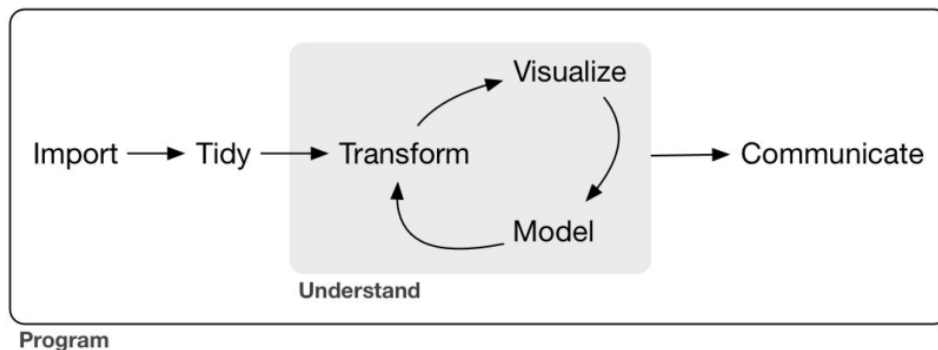 Import
Tidy
Transform
Visualize
Model
Communicate
Understand
Program